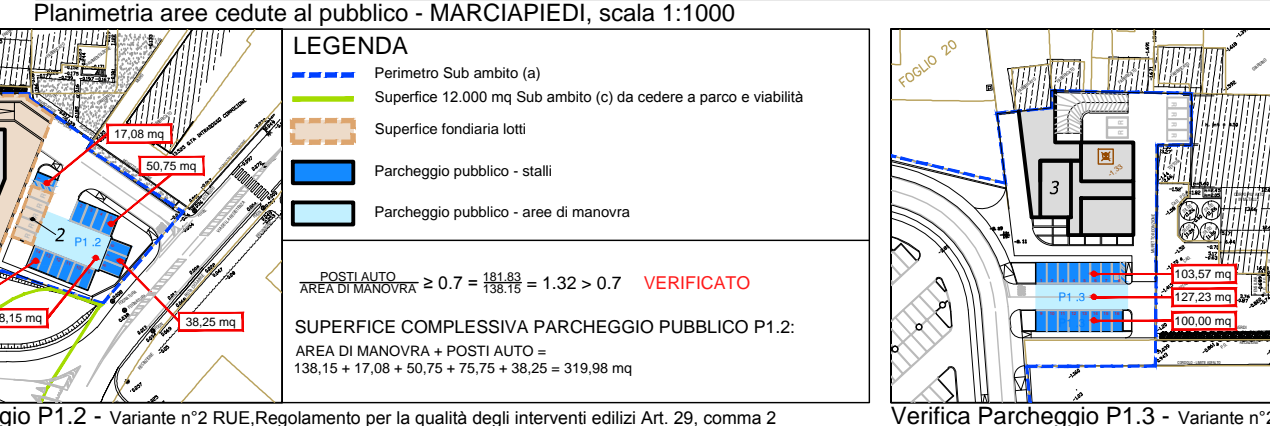 Planimetria aree cedute al pubblico - MARCIAPIEDI, scala 1:1000
17,08 mq
50,75 mq
2
P1 .2
8,15 mq
38,25 mq
LEGENDA
Perimetro Sub ambito (a)
Superfice 12.000 mq Sub ambito (c) da cedere a parco e viabilità
Superfice fondiaria lotti
Parcheggio pubblico - stalli
Parcheggio pubblico - aree di manovra
POSTI AUTO / AREA DI MANOVRA ≥ 0.7 = 181.83 / 138.15 = 1.32 > 0.7 VERIFICATO
SUPERFICE COMPLESSIVA PARCHEGGIO PUBBLICO P1.2:
AREA DI MANOVRA + POSTI AUTO =
138,15 + 17,08 + 50,75 + 75,75 + 38,25 = 319,98 mq
FOGLIO 20
3
103,57 mq
P1 .3
127,23 mq
100,00 mq
ggio P1.2 - Variante n°2 RUE,Regolamento per la qualità degli interventi edilizi Art. 29, comma 2
Verifica Parcheggio P1.3 - Variante n°2